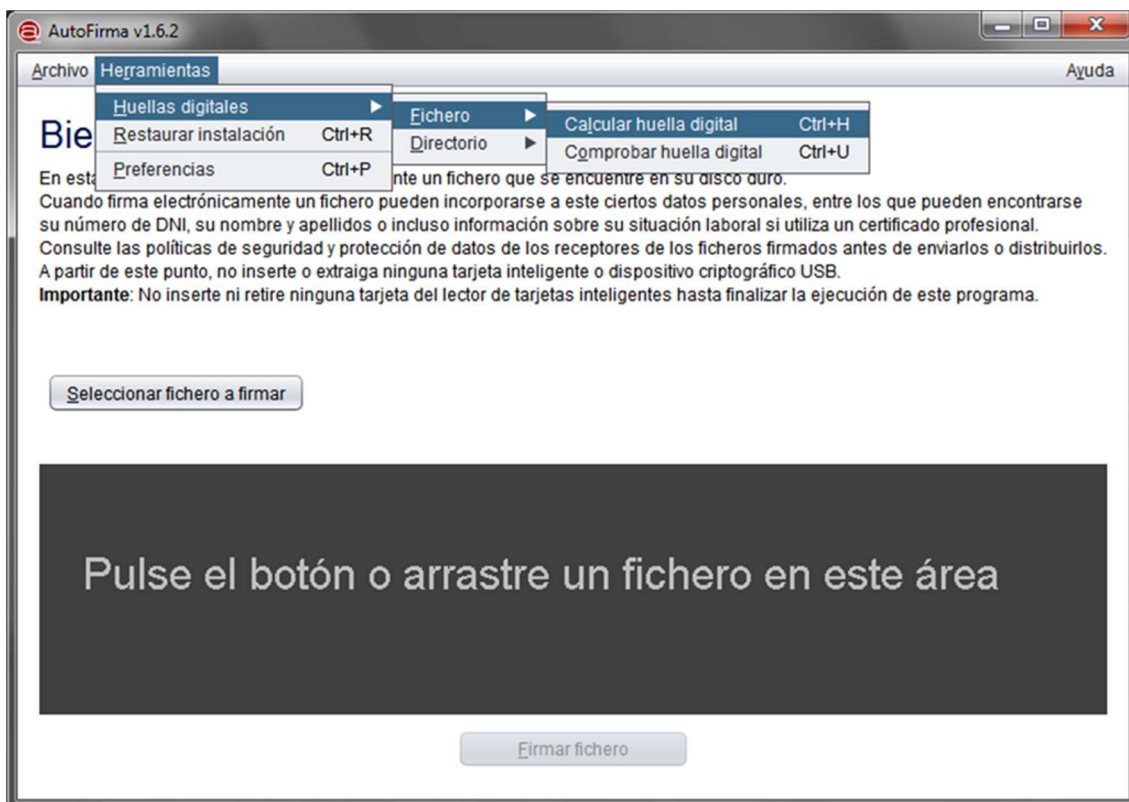 AutoFirma v1.6.2
Archivo Herramientas Ayuda
Huellas digitales
Restaurar instalación Ctrl+R
Preferencias Ctrl+P
Fichero
Directorio
Calcular huella digital Ctrl+H
Comprobar huella digital Ctrl+U
Bie
En est
nte un fichero que se encuentre en su disco duro.
Cuando firma electrónicamente un fichero pueden incorporarse a este ciertos datos personales, entre los que pueden encontrarse
su número de DNI, su nombre y apellidos o incluso información sobre su situación laboral si utiliza un certificado profesional.
Consulte las políticas de seguridad y protección de datos de los receptores de los ficheros firmados antes de enviarlos o distribuirlos.
A partir de este punto, no inserte o extraiga ninguna tarjeta inteligente o dispositivo criptográfico USB.
Importante: No inserte ni retire ninguna tarjeta del lector de tarjetas inteligentes hasta finalizar la ejecución de este programa.
Seleccionar fichero a firmar
Pulse el botón o arrastre un fichero en este área
Firmar fichero